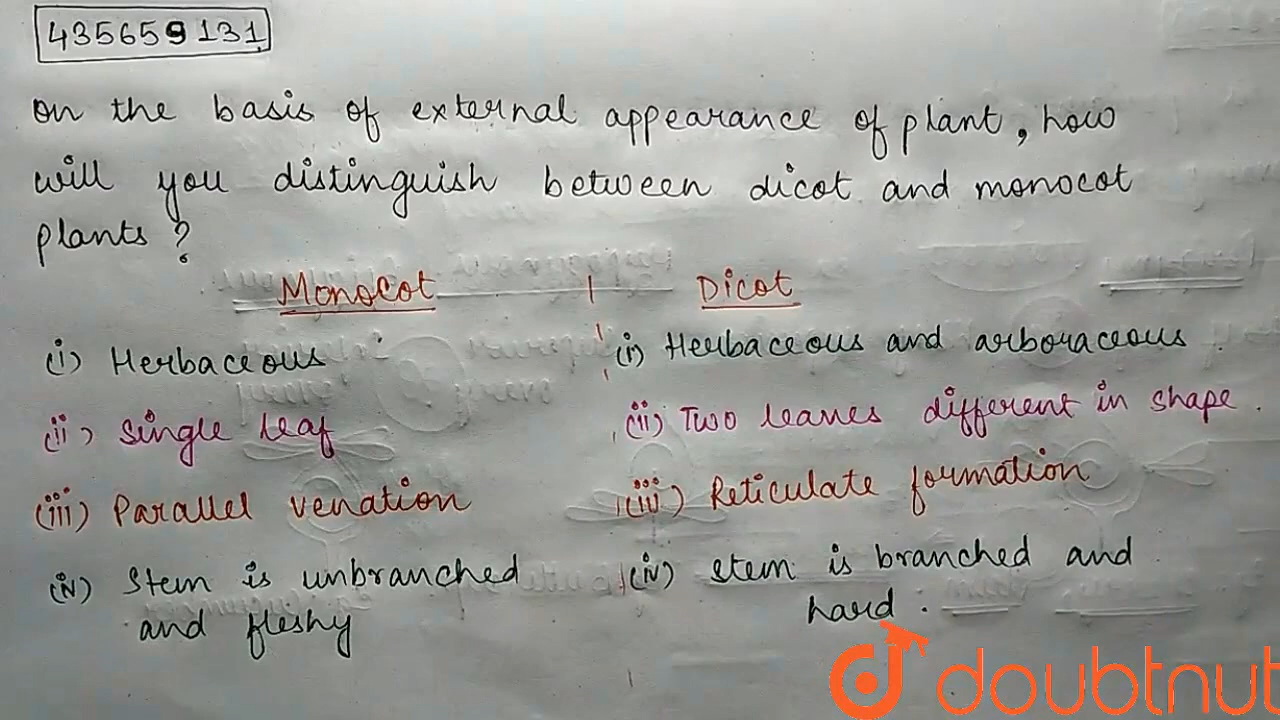 435659131
on the basis of external appearance of plant, how
will you distinguish between dicot and monocot
plants?
Monocot | Dicot
(i) Herbaceous (i) Herbaceous and arboraceous.
(ii) Single leaf (ii) Two leaves different in shape.
(iii) Parallel venation (iii) Reticulate formation
(iv) Stem is unbranched (iv) stem is branched and
and fleshy hard.
doubtnut